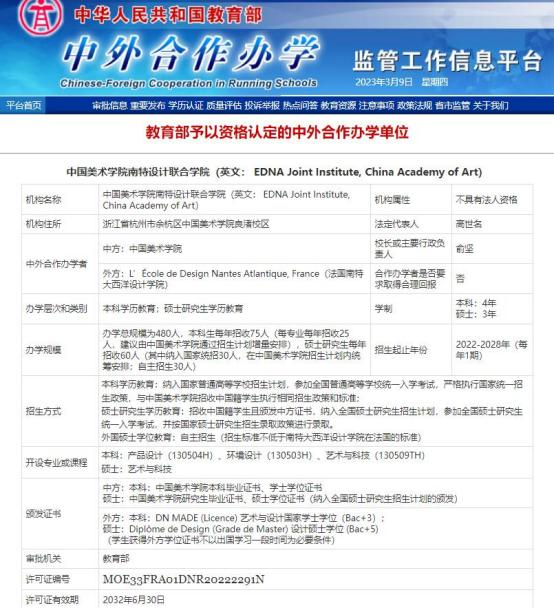 中华人民共和国教育部
中外合作办学
监管工作信息平台
Chinese-Foreign Cooperation in Running Schools
2023年3月9日 星期四
平台首页 审批信息 重要发布 学历认证 质量评估 投诉举报 热点问答 教育资源 注意事项 政策法规 省市监管 关于我们
教育部予以资格认定的中外合作办学单位
中国美术学院南特设计联合学院（英文： EDNA Joint Institute, China Academy of Art)
机构名称
中国美术学院南特设计联合学院（英文： EDNA Joint Institute,
China Academy of Art）
机构属性
不具有法人资格
机构住所
浙江省杭州市余杭区中国美术学院良渚校区
法定代表人
高世名
中外合作办学者
中方：中国美术学院
校长或主要行政负
责人
俞坚
外方：L’École de Design Nantes Atlantique, France（法国南特
大西洋设计学院）
合作办学者是否要
求取得合理回报
否
办学层次和类别
本科学历教育；硕士研究生学历教育
学制
本科：4年
硕士：3年
办学规模
办学总规模为480人，本科生每年招收75人（每专业每年招收25
人，建议由中国美术学院通过招生计划增量安排），硕士研究生每年
招收60人（其中纳入国家统招30人，在中国美术学院招生计划内统
筹安排；自主招生30人）
招生起止年份
2022-2028年（每
年1期）
招生方式
本科学历教育：纳入国家普通高等学校招生计划，参加全国普通高等学校统一入学考试，严格执行国家统一招
生政策，与中国美术学院招收中国籍学生执行相同招生政策和标准；
硕士研究生学历教育：招收中国籍学生且颁发中方证书，纳入全国硕士研究生招生计划，参加全国硕士研究生
统一入学考试，并按国家硕士研究生招生录取政策进行录取。
外国硕士学位教育：自主招生（招生标准不低于南特大西洋设计学院在法国的标准）
开设专业或课程
本科：产品设计（130504H）、环境设计（130503H）、艺术与科技（130509TH）
硕士：艺术与科技
颁发证书
中方：本科：中国美术学院本科毕业证书、学士学位证书
硕士：中国美术学院研究生毕业证书、硕士学位证书（纳入全国硕士研究生招生计划的颁发）
外方：本科：DN MADE (Licence) 艺术与设计国家学士学位（Bac+3）；
硕士：Diplôme de Design (Grade de Master) 设计硕士学位 (Bac+5)
（学生获得外方学位证书不以出国学习一段时间为必要条件）
审批机关
教育部
许可证编号
MOE33FRA01DNR20222291N
许可证有效期
2032年6月30日